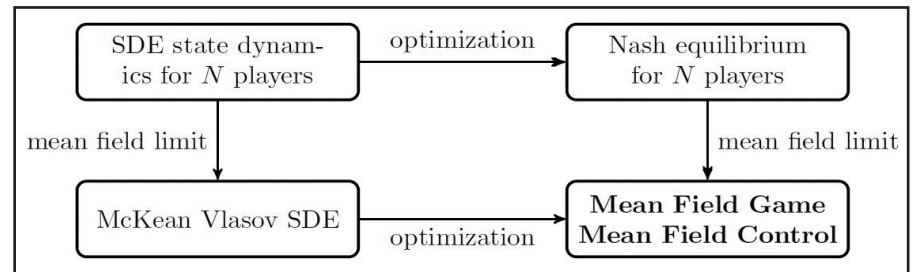 SDE state dynam-
ics for N players
optimization
Nash equilibrium
for N players
mean field limit
mean field limit
McKean Vlasov SDE
optimization
Mean Field Game
Mean Field Control